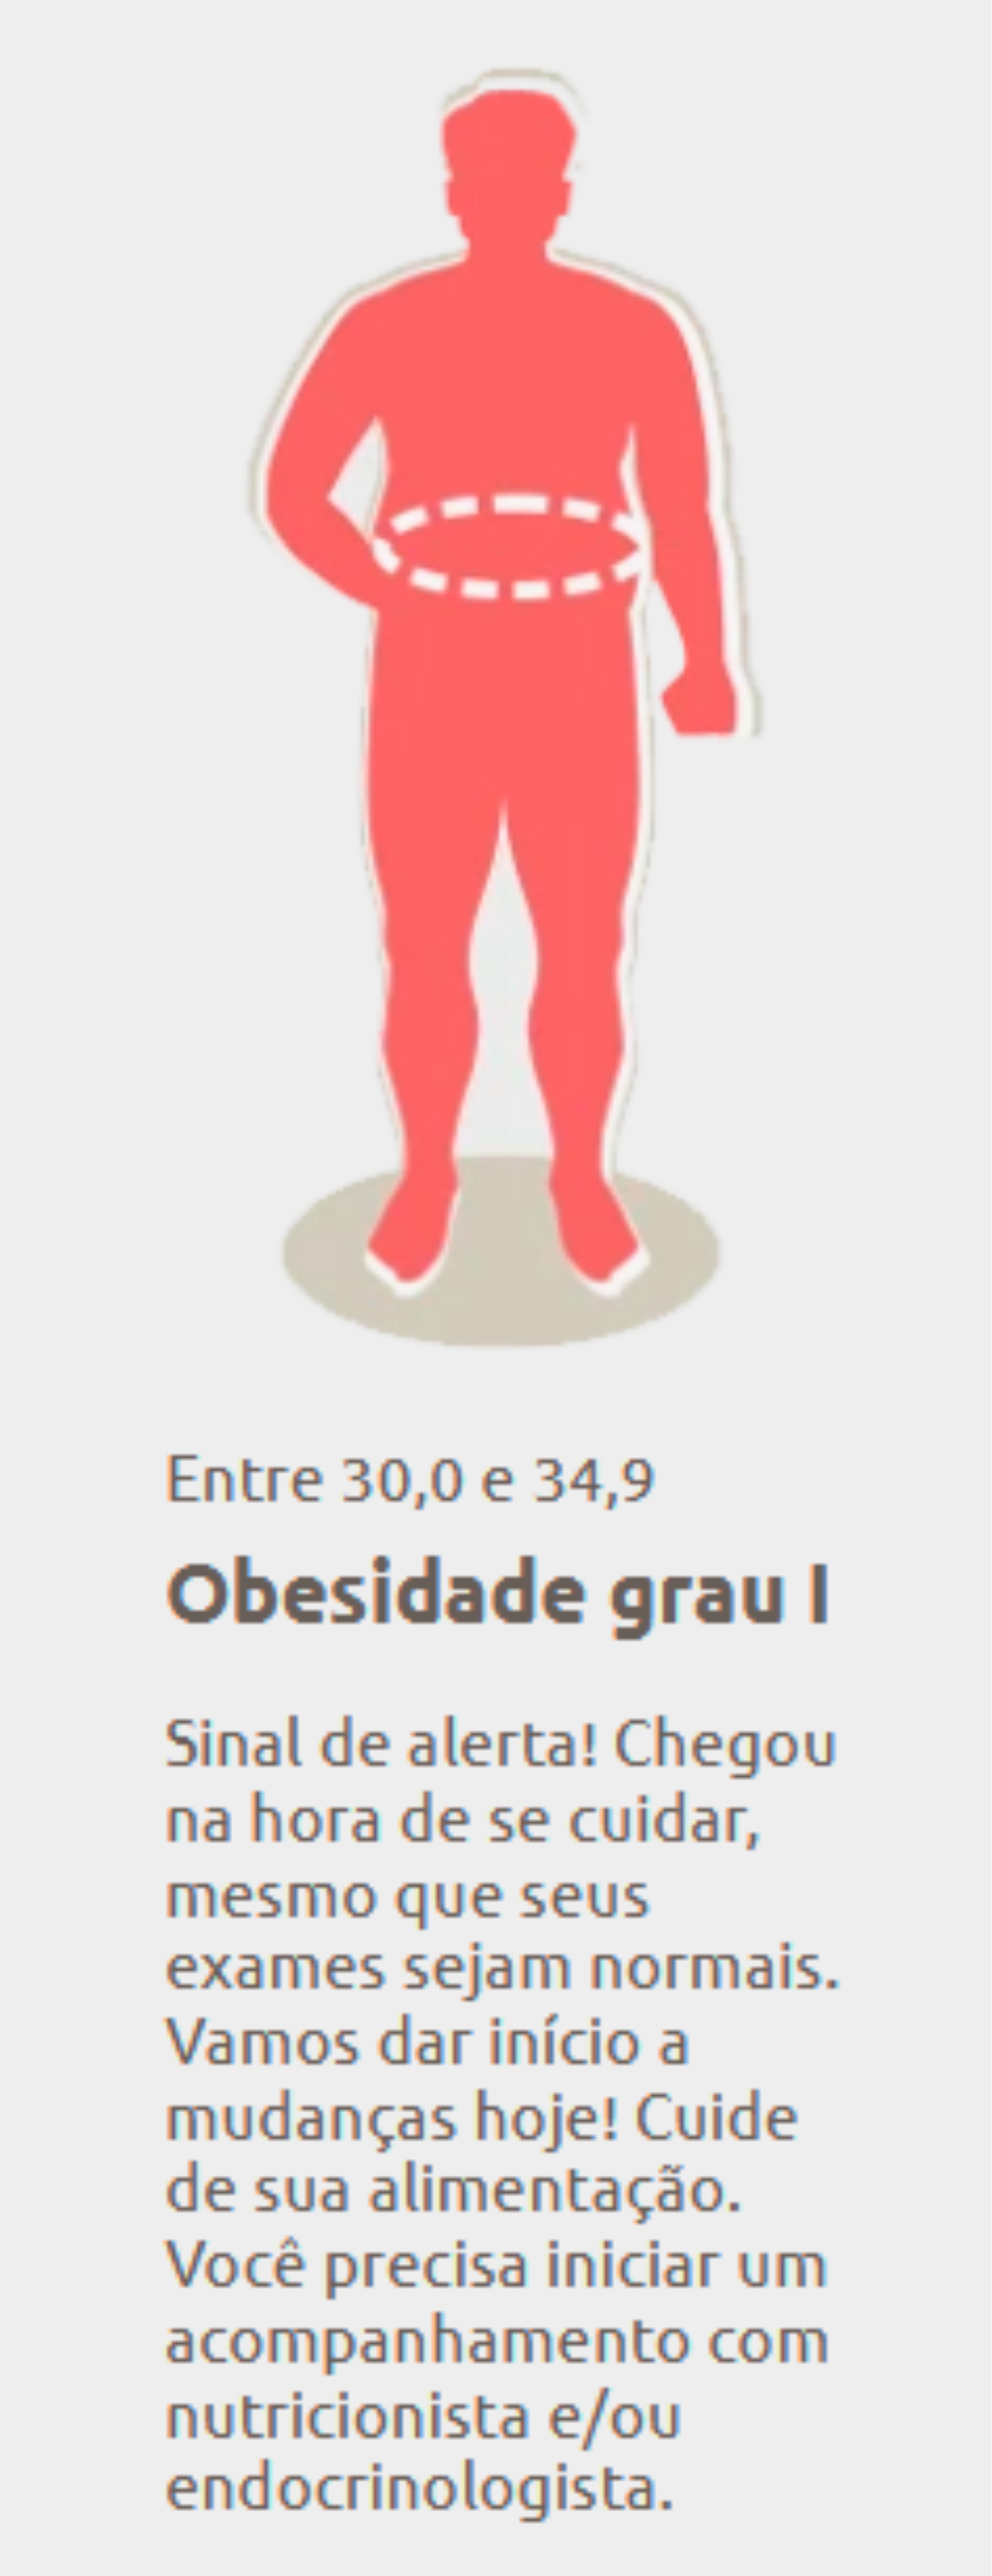 Entre 30,0 e 34,9
Obesidade grau I
Sinal de alerta! Chegou
na hora de se cuidar,
mesmo que seus
exames sejam normais.
Vamos dar início a
mudanças hoje! Cuide
de sua alimentação.
Você precisa iniciar um
acompanhamento com
nutricionista e/ou
endocrinologista.